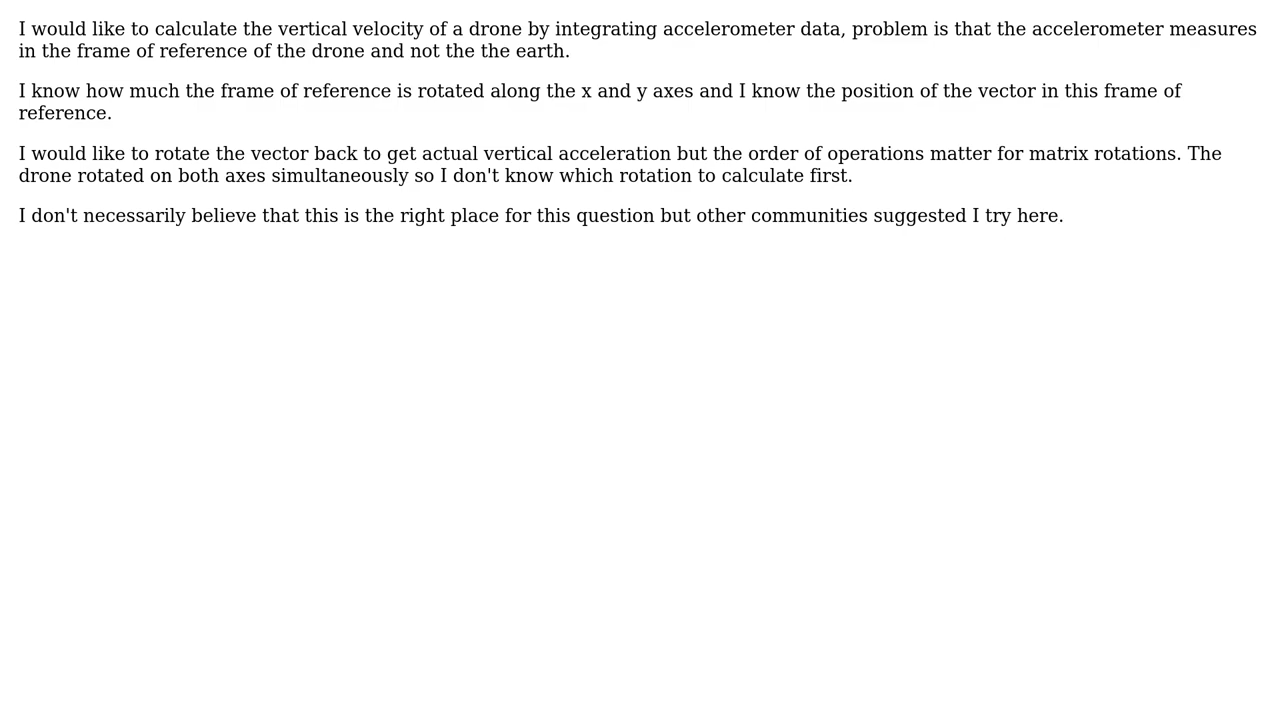 I would like to calculate the vertical velocity of a drone by integrating accelerometer data, problem is that the accelerometer measures
in the frame of reference of the drone and not the the earth.
I know how much the frame of reference is rotated along the x and y axes and I know the position of the vector in this frame of
reference.
I would like to rotate the vector back to get actual vertical acceleration but the order of operations matter for matrix rotations. The
drone rotated on both axes simultaneously so I don't know which rotation to calculate first.
I don't necessarily believe that this is the right place for this question but other communities suggested I try here.